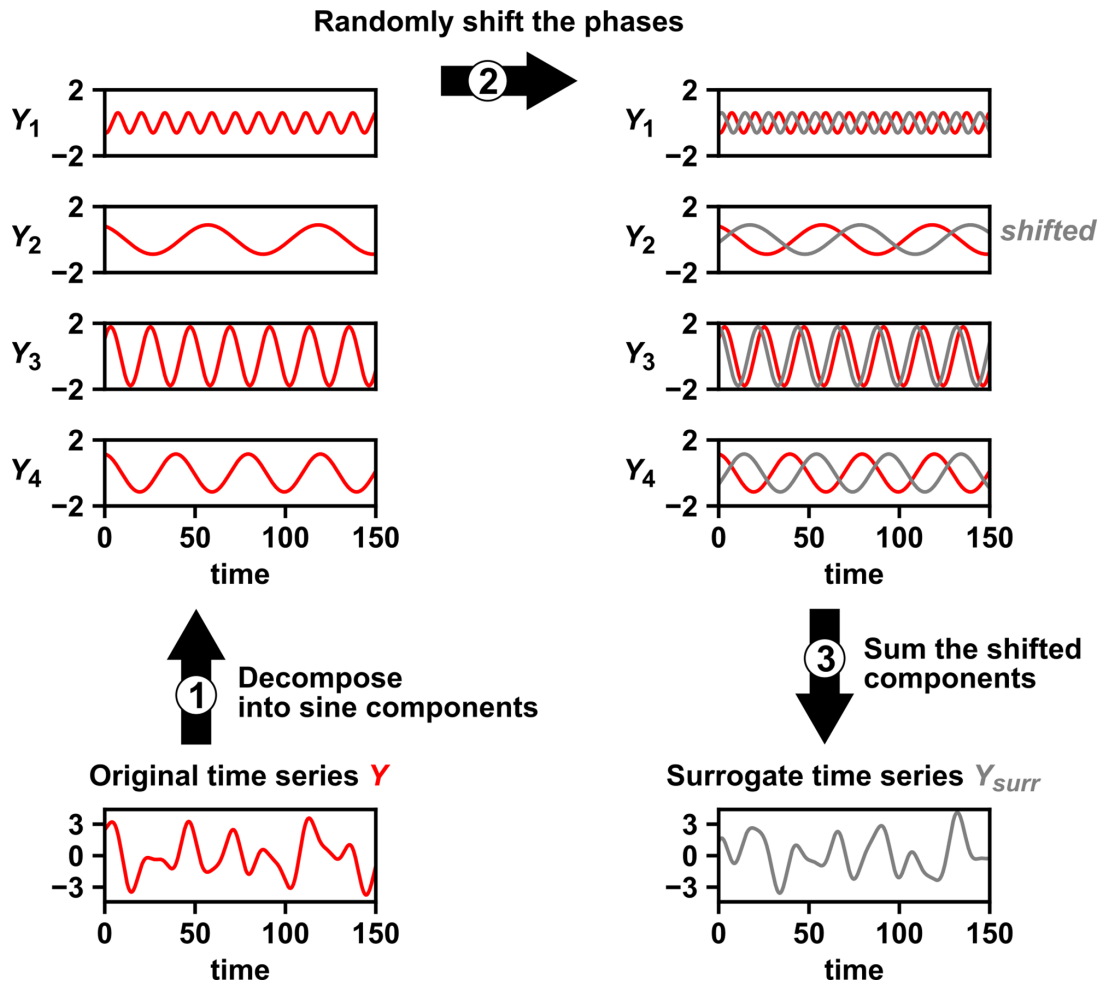 Randomly shift the phases
2
2
Y1
−2
2
Y2
−2
2
Y3
−2
2
Y4
−2
0 50 100 150
time
2
Y1
−2
2
Y2
−2
shifted
2
Y3
−2
2
Y4
−2
0 50 100 150
time
1
Decompose
into sine components
3
Sum the shifted
components
Original time series Y
3
0
−3
0 50 100 150
time
Surrogate time series Ysurr
3
0
−3
0 50 100 150
time